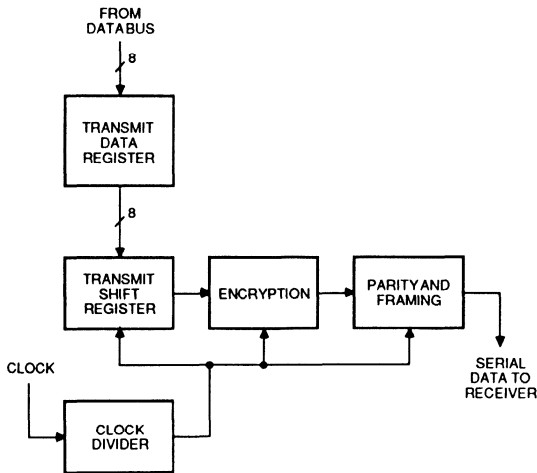 FROM
DATABUS
8
TRANSMIT
DATA
REGISTER
8
TRANSMIT
SHIFT
REGISTER
ENCRYPTION
PARITY AND
FRAMING
CLOCK
SERIAL
DATA TO
RECEIVER
CLOCK
DIVIDER